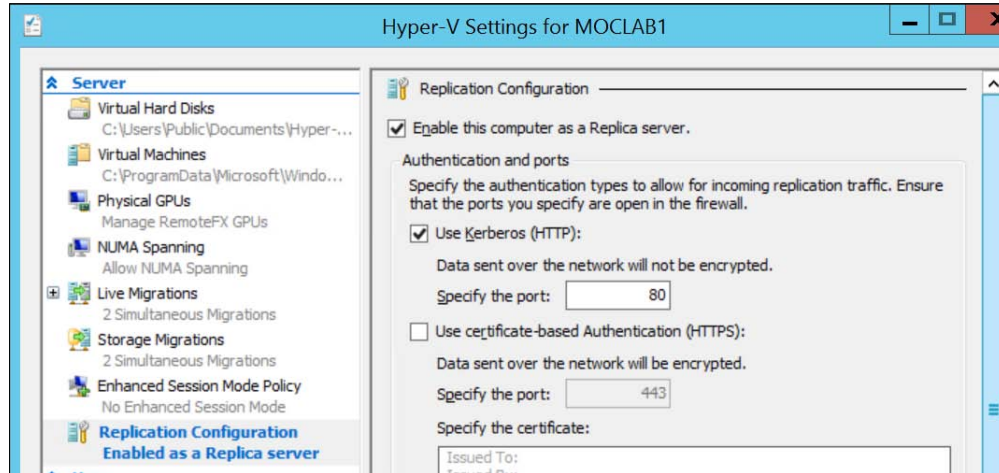 Hyper-V Settings for MOCLAB1
Server
Virtual Hard Disks
C:\Users\Public\Documents\Hyper-...
Virtual Machines
C:\ProgramData\Microsoft\Windo...
Physical GPUs
Manage RemoteFX GPUs
NUMA Spanning
Allow NUMA Spanning
Live Migrations
2 Simultaneous Migrations
Storage Migrations
2 Simultaneous Migrations
Enhanced Session Mode Policy
No Enhanced Session Mode
Replication Configuration
Enabled as a Replica server
Replication Configuration
Enable this computer as a Replica server.
Authentication and ports
Specify the authentication types to allow for incoming replication traffic. Ensure
that the ports you specify are open in the firewall.
Use Kerberos (HTTP):
Data sent over the network will not be encrypted.
Specify the port: 80
Use certificate-based Authentication (HTTPS):
Data sent over the network will be encrypted.
Specify the port: 443
Specify the certificate:
Issued To: